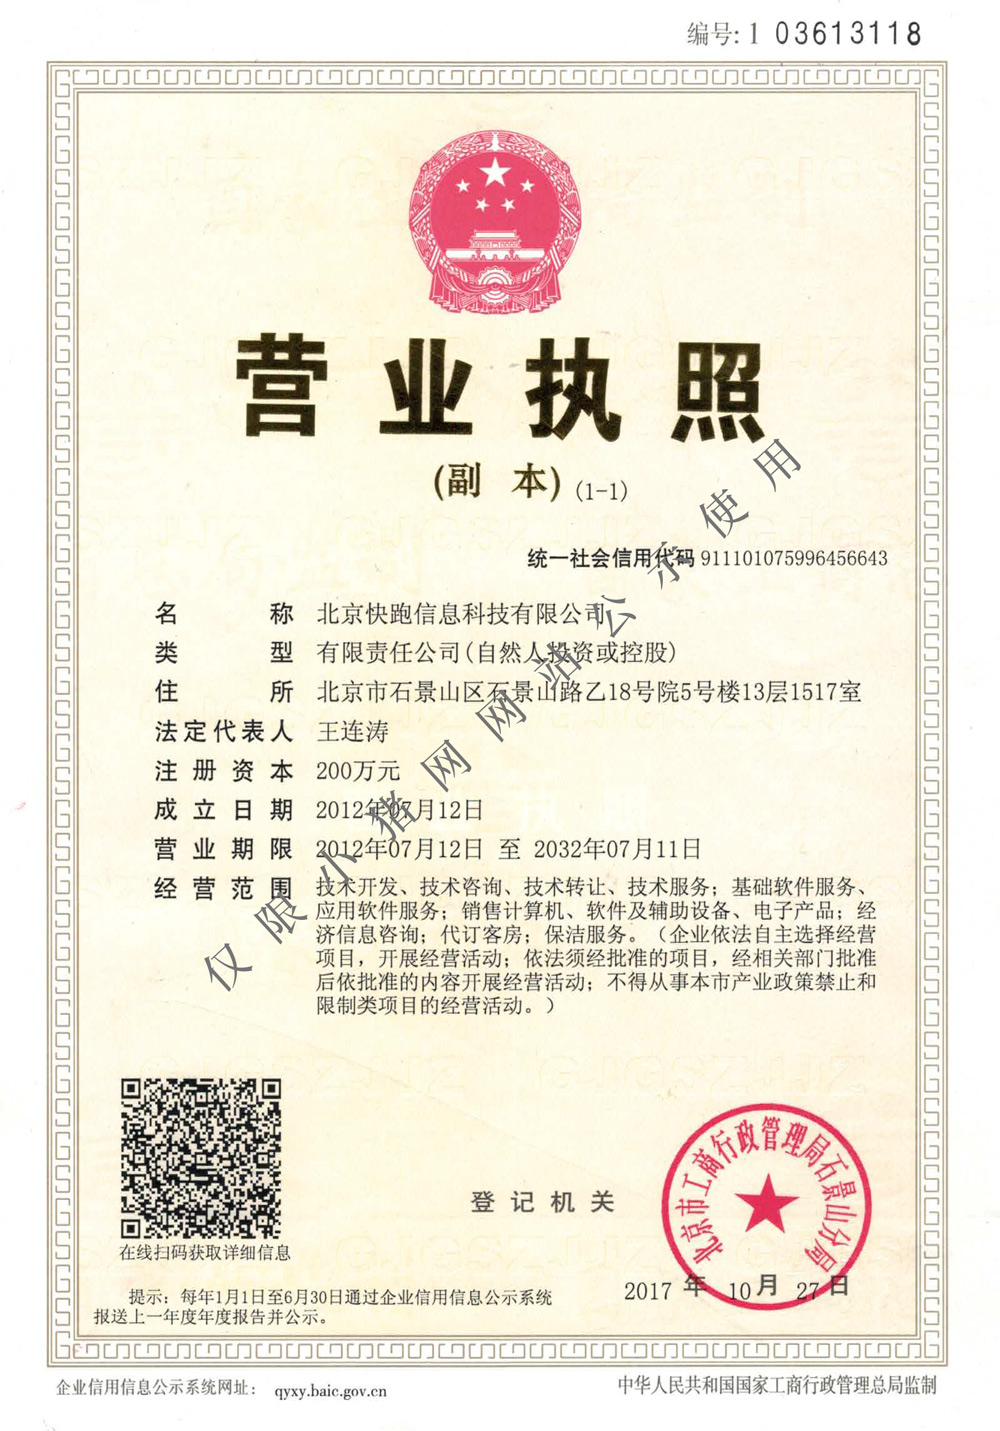 编号: 1 03613118
营业执照
(副 本) (1-1)
统一社会信用代码 911101075996456643
名称 北京快跑信息科技有限公司
类型 有限责任公司(自然人投资或控股)
住所 北京市石景山区石景山路乙18号院5号楼13层1517室
法定代表人 王连涛
注册资本 200万元
成立日期 2012年07月12日
营业期限 2012年07月12日 至 2032年07月11日
经营范围 技术开发、技术咨询、技术转让、技术服务；基础软件服务、
应用软件服务；销售计算机、软件及辅助设备、电子产品；经
济信息咨询；代订客房；保洁服务。（企业依法自主选择经营
项目，开展经营活动；依法须经批准的项目，经相关部门批准
后依批准的内容开展经营活动；不得从事本市产业政策禁止和
限制类项目的经营活动。）
仅限小猪网网站公示使用
在线扫码获取详细信息
登记机关
北京市工商行政管理局石景山分局
2017 年 10 月 27 日
提示：每年1月1日至6月30日通过企业信用信息公示系统
报送上一年度年度报告并公示。
企业信用信息公示系统网址： qyxy.baic.gov.cn
中华人民共和国国家工商行政管理总局监制